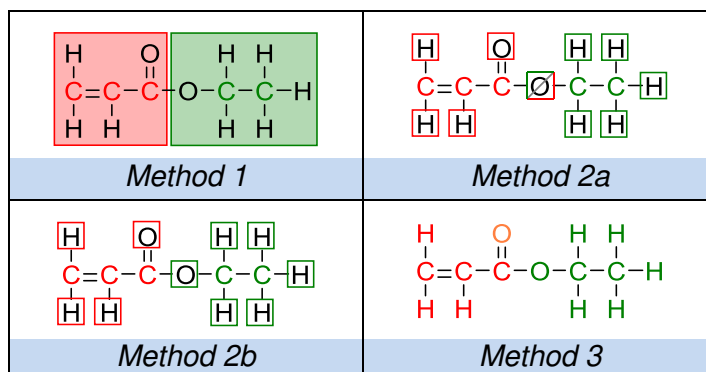 H O H H
C=C-C-O-C-C-H
H H H H
Method 1
H O H H
C=C-C-O-C-C-H
H H H H
Method 2a
H O H H
C=C-C-O-C-C-H
H H H H
Method 2b
H O H H
C=C-C-O-C-C-H
H H H H
Method 3